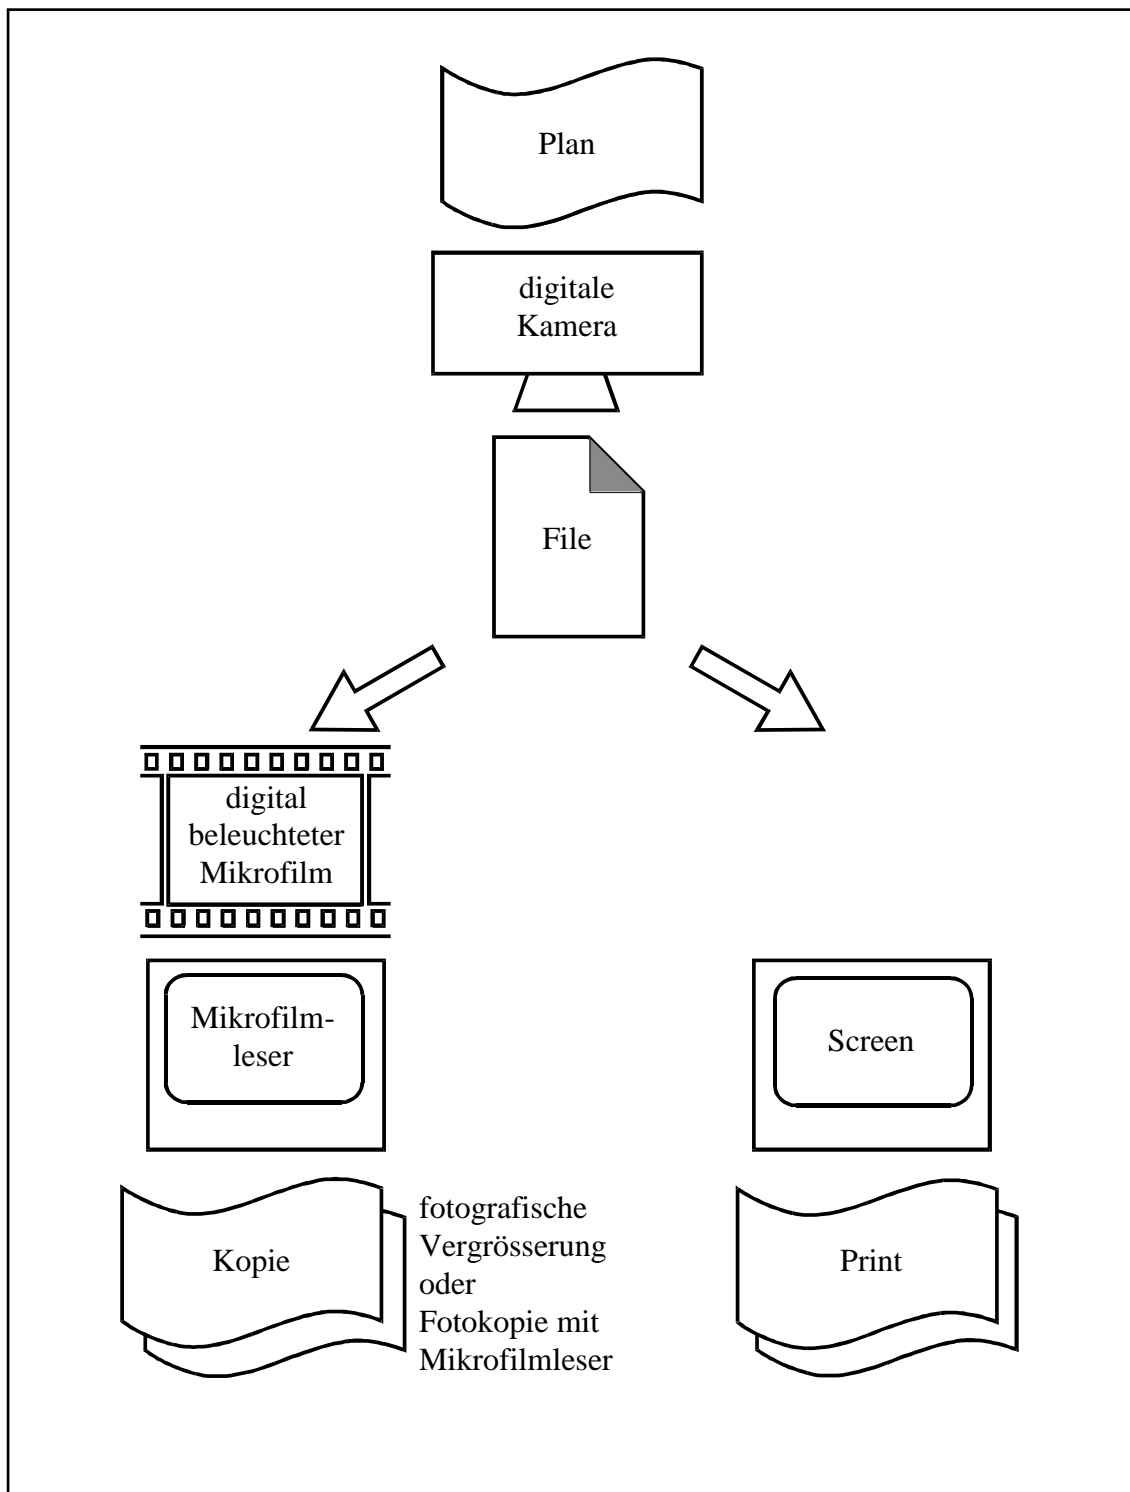 Plan
digitale
Kamera
File
digital
beleuchteter
Mikrofilm
Mikrofilm-
leser
Screen
Kopie
fotografische
Vergrösserung
oder
Fotokopie mit
Mikrofilmleser
Print